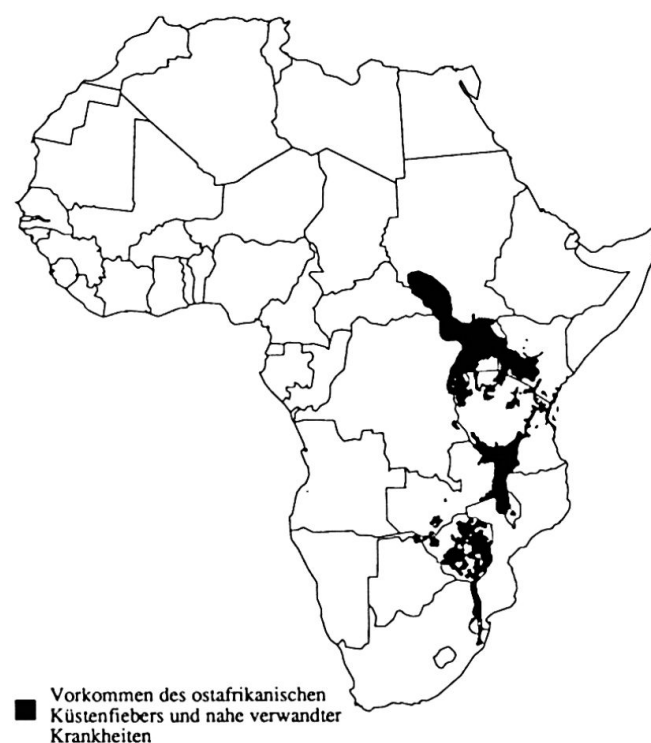 Vorkommen des ostafrikanischen
Küstenfiebers und nahe verwandter
Krankheiten